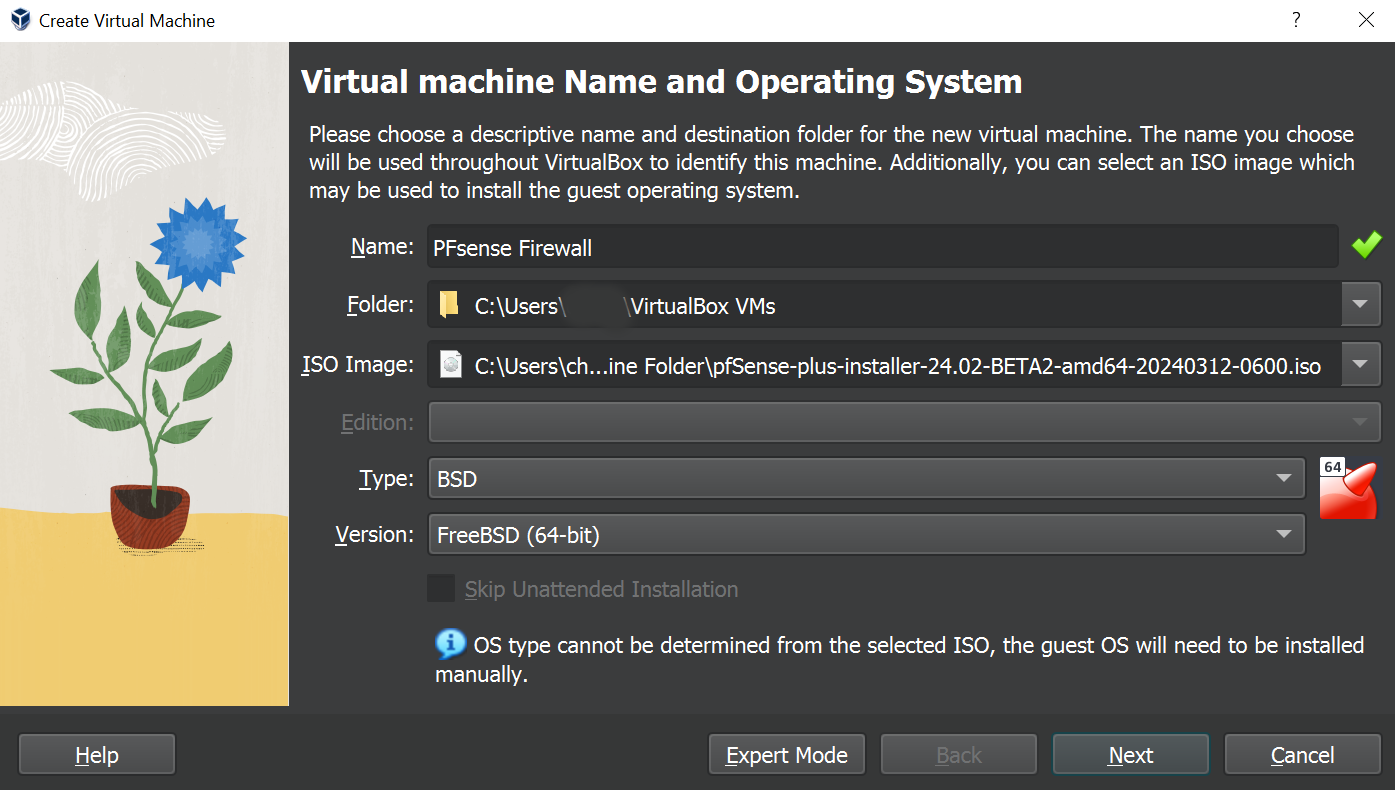 Create Virtual Machine
?
Virtual machine Name and Operating System
Please choose a descriptive name and destination folder for the new virtual machine. The name you choose
will be used throughout VirtualBox to identify this machine. Additionally, you can select an ISO image which
may be used to install the guest operating system.
Name: PFsense Firewall
Folder: C:\Users\ \VirtualBox VMs
ISO Image: C:\Users\ch...ine Folder\pfSense-plus-installer-24.02-BETA2-amd64-20240312-0600.iso
Edition:
Type: BSD 64
Version: FreeBSD (64-bit)
Skip Unattended Installation
OS type cannot be determined from the selected ISO, the guest OS will need to be installed
manually.
Help Expert Mode Back Next Cancel